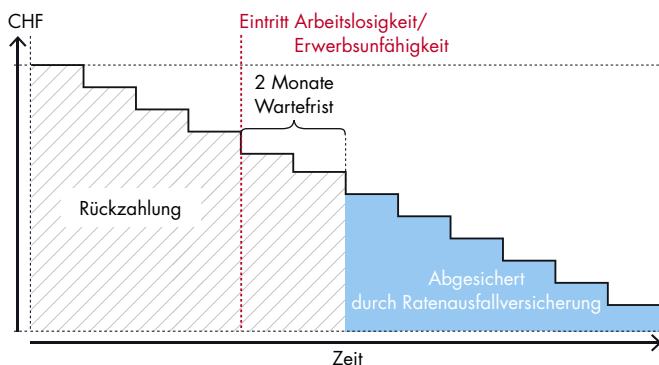 CHF
Eintritt Arbeitslosigkeit/
Erwerbsunfähigkeit
2 Monate
Wartefrist
Rückzahlung
Abgesichert
durch Ratenausfallversicherung
Zeit